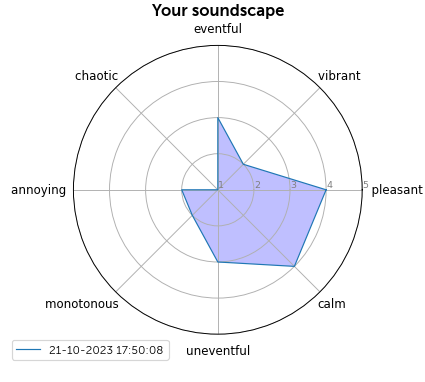 Your soundscape
eventful
chaotic
vibrant
annoying
1 2 3 4 5
pleasant
monotonous
calm
uneventful
21-10-2023 17:50:08